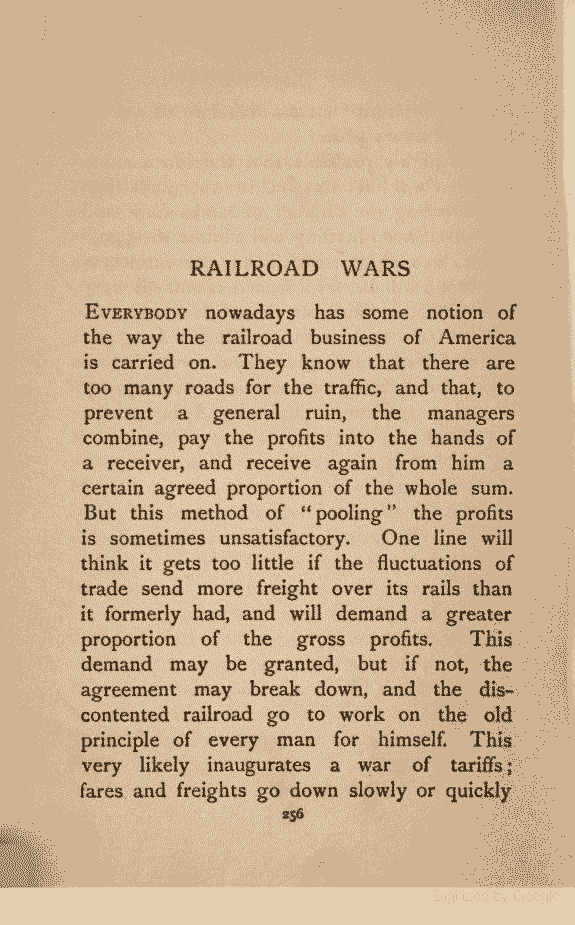 RAILROAD WARS
EVERYBODY nowadays has some notion of
the way the railroad business of America
is carried on. They know that there are
too many roads for the traffic, and that, to
prevent a general ruin, the managers
combine, pay the profits into the hands of
a receiver, and receive again from him a
certain agreed proportion of the whole sum.
But this method of "pooling" the profits
is sometimes unsatisfactory. One line will
think it gets too little if the fluctuations of
trade send more freight over its rails than
it formerly had, and will demand a greater
proportion of the gross profits. This
demand may be granted, but if not, the
agreement may break down, and the dis-
contented railroad go to work on the old
principle of every man for himself. This
very likely inaugurates a war of tariffs;
fares and freights go down slowly or quickly
256
Digitized by Google